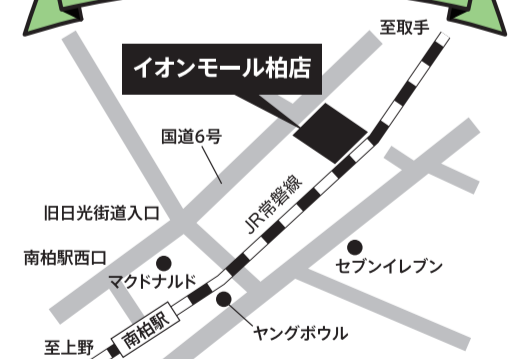 至取手
イオンモール柏店
国道6号
JR常磐線
旧日光街道入口
南柏駅西口
マクドナルド
セブンイレブン
ヤングボウル
南柏駅
至上野